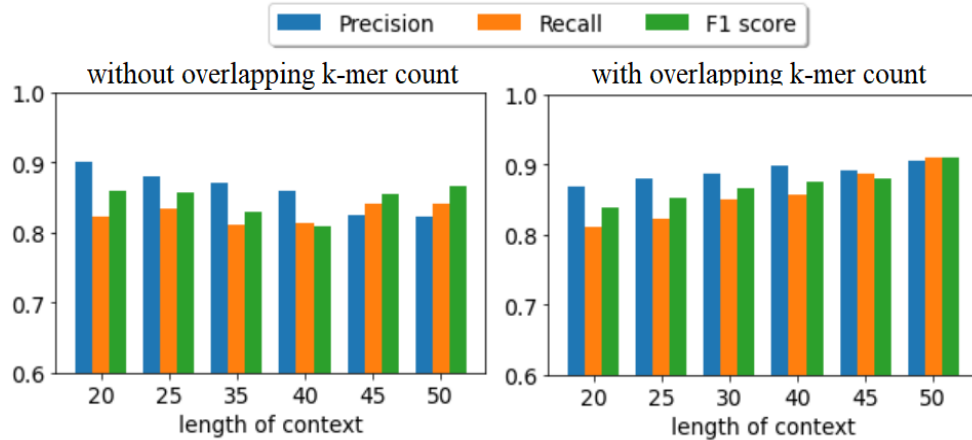 Precision Recall F1 score
without overlapping k-mer count
1.0
0.9
0.8
0.7
0.6
20 25 35 40 45 50
length of context
with overlapping k-mer count
1.0
0.9
0.8
0.7
0.6
20 25 30 40 45 50
length of context